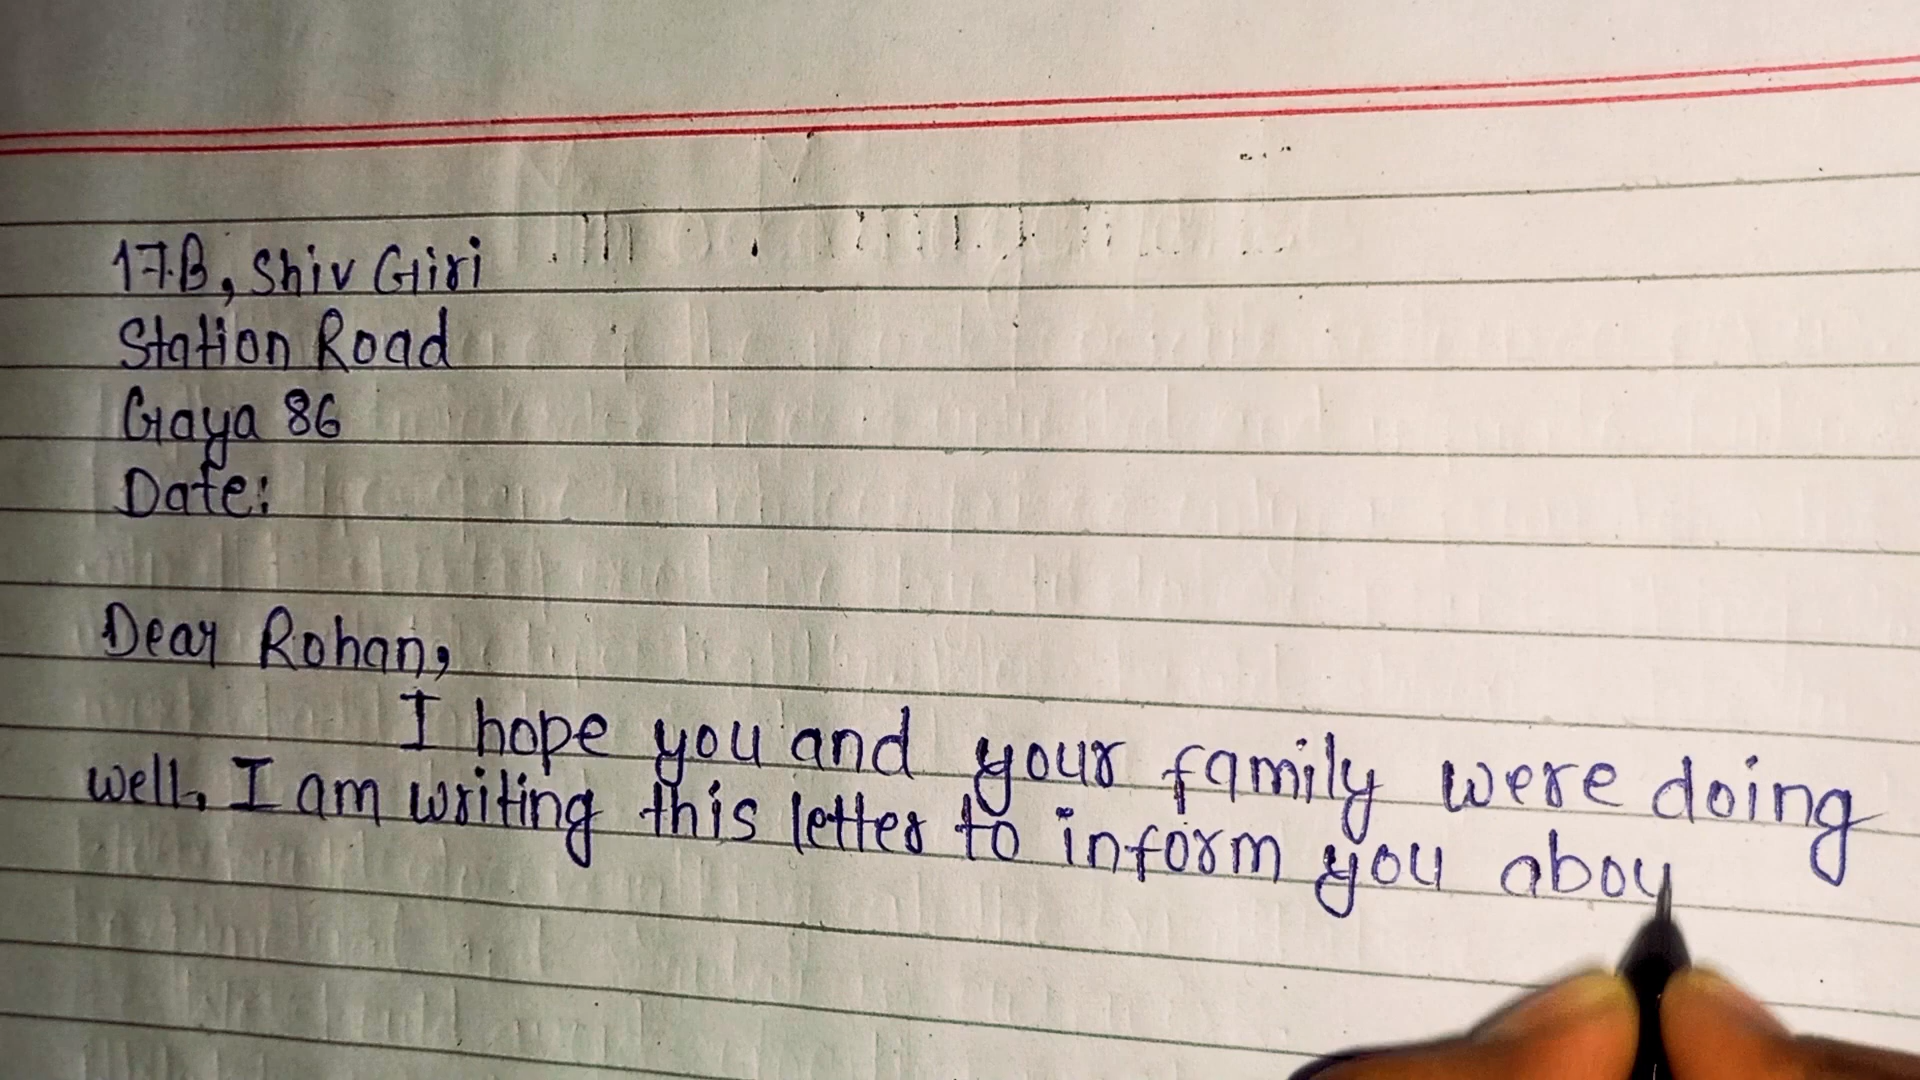 17.B, Shiv Giri
Station Road
Gaya 86
Date:
Dear Rohan,
I hope you and your family were doing
well. I am writing this letter to inform you abou